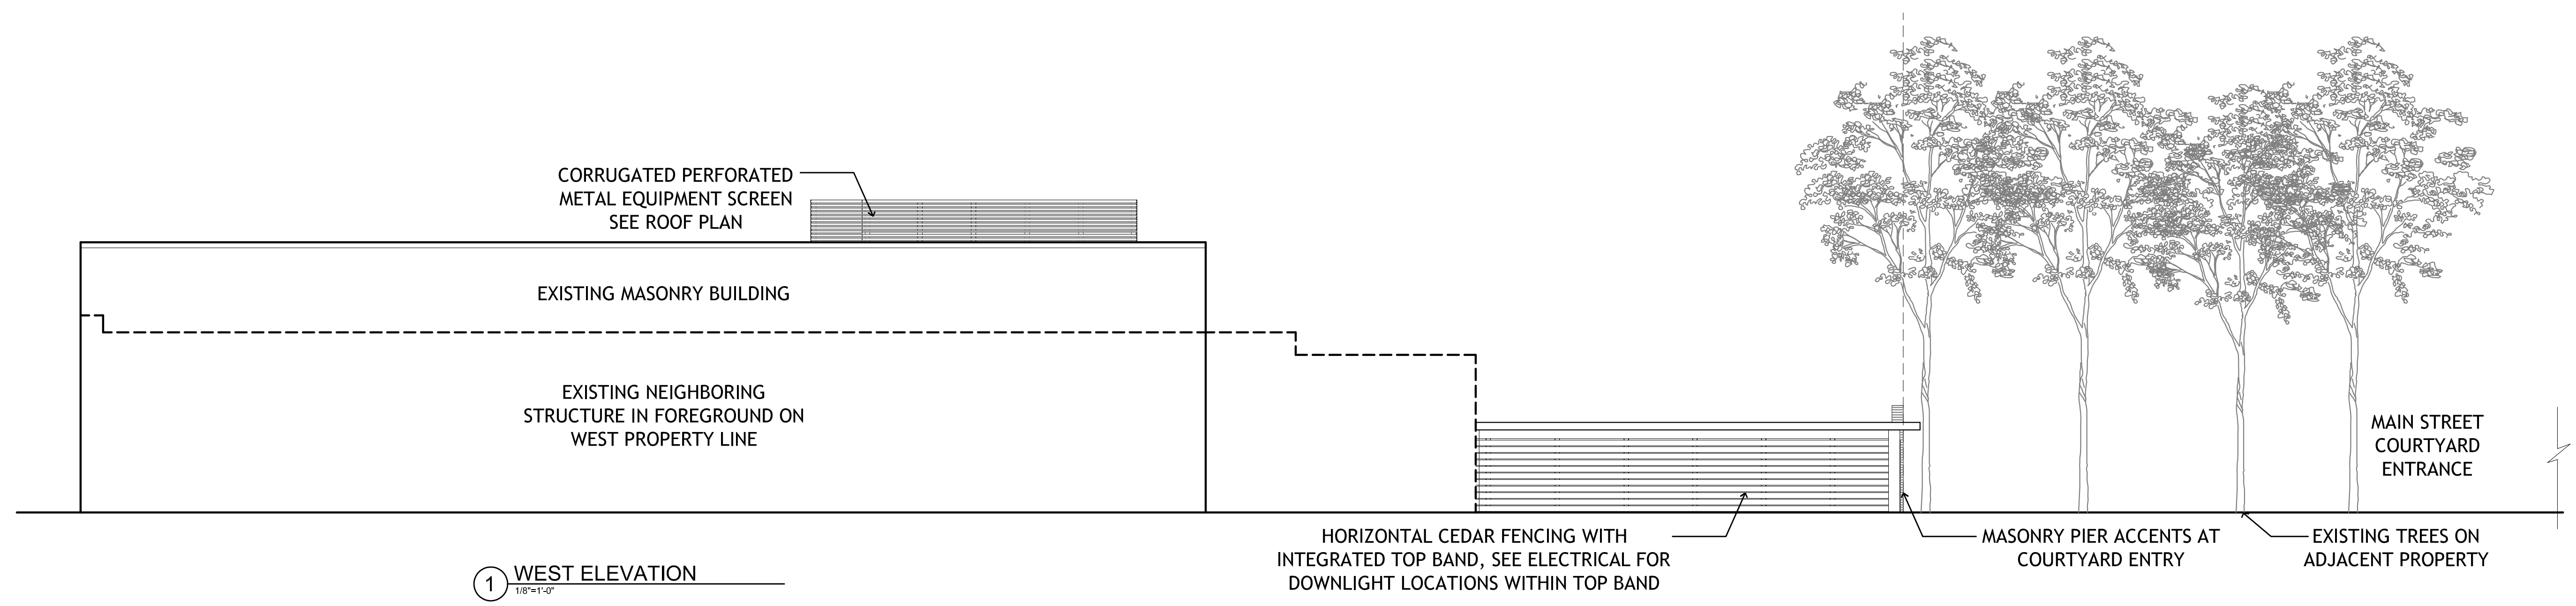 CORRUGATED PERFORATED
METAL EQUIPMENT SCREEN
SEE ROOF PLAN
EXISTING MASONRY BUILDING
EXISTING NEIGHBORING
STRUCTURE IN FOREGROUND ON
WEST PROPERTY LINE
MAIN STREET
COURTYARD
ENTRANCE
HORIZONTAL CEDAR FENCING WITH
INTEGRATED TOP BAND, SEE ELECTRICAL FOR
DOWNLIGHT LOCATIONS WITHIN TOP BAND
MASONRY PIER ACCENTS AT
COURTYARD ENTRY
EXISTING TREES ON
ADJACENT PROPERTY
1 WEST ELEVATION
1/8"=1'-0"